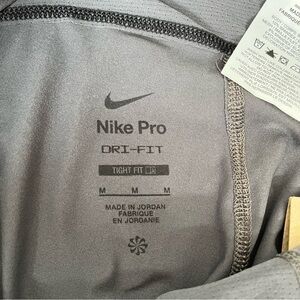 Nike Pro
DRI-FIT
TIGHT FIT
M M M
MADE IN JORDAN
FABRIQUE
EN JORDANIE